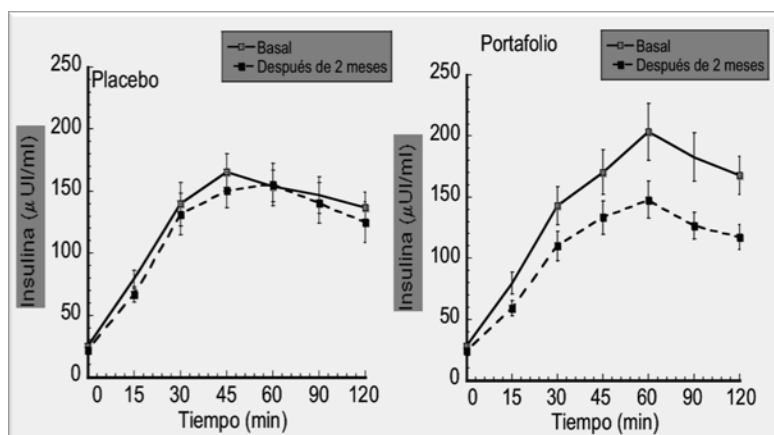 Placebo
Basal
Después de 2 meses
250
200
150
100
50
0
Insulina (μUI/ml)
0 15 30 45 60 90 120
Tiempo (min)
Portafolio
Basal
Después de 2 meses
250
200
150
100
50
0
Insulina (μUI/ml)
0 15 30 45 60 90 120
Tiempo (min)